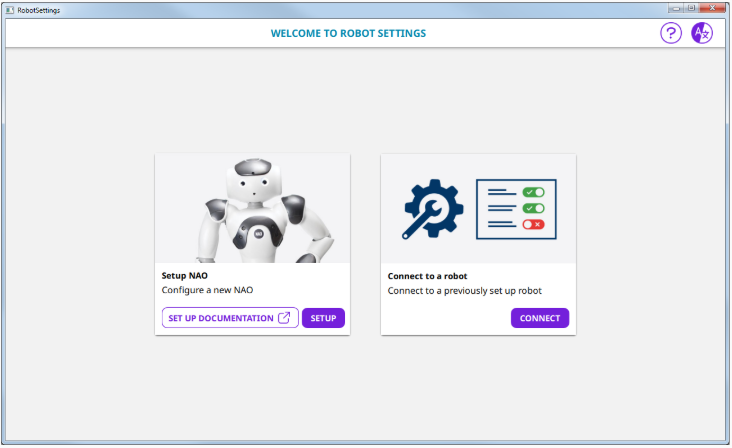 RobotSettings
WELCOME TO ROBOT SETTINGS
?
Setup NAO
Configure a new NAO
SET UP DOCUMENTATION
SETUP
Connect to a robot
Connect to a previously set up robot
CONNECT